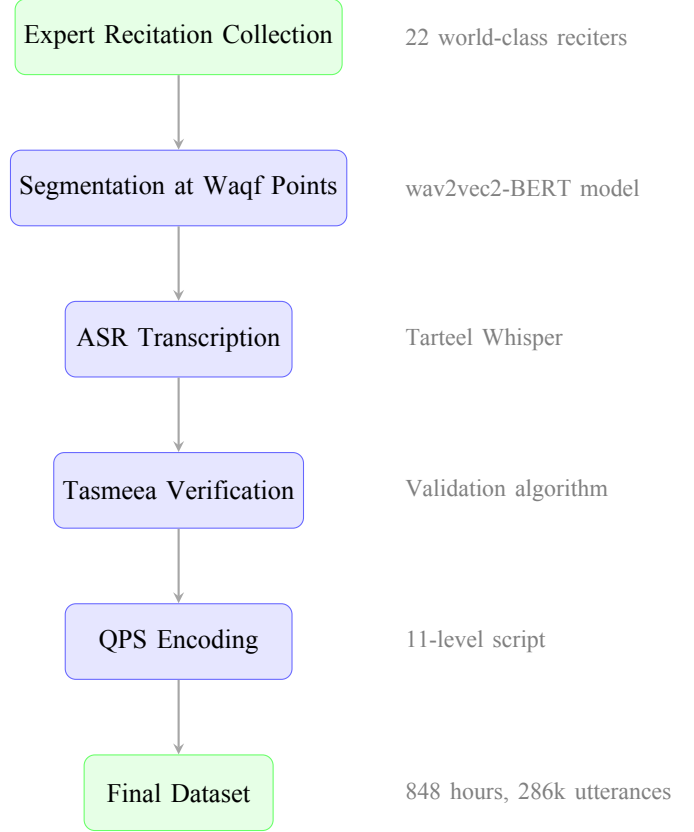 Expert Recitation Collection 22 world-class reciters
Segmentation at Waqf Points wav2vec2-BERT model
ASR Transcription Tarteel Whisper
Tasmeea Verification Validation algorithm
QPS Encoding 11-level script
Final Dataset 848 hours, 286k utterances